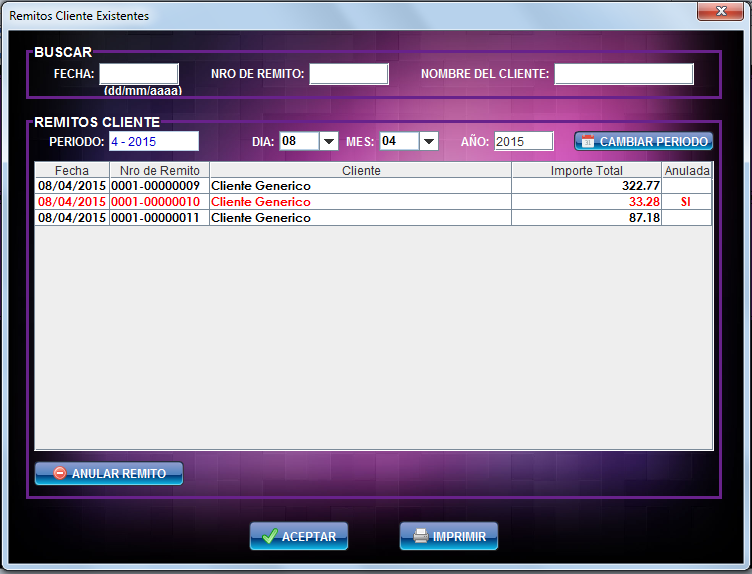 Remitos Cliente Existentes
BUSCAR
FECHA: NRO DE REMITO: NOMBRE DEL CLIENTE:
(dd/mm/aaaa)
REMITOS CLIENTE
PERIODO: 4 - 2015 DIA: 08 MES: 04 AÑO: 2015 CAMBIAR PERIODO
Fecha Nro de Remito Cliente Importe Total Anulada
08/04/2015 0001-00000009 Cliente Generico 322.77
08/04/2015 0001-00000010 Cliente Generico 33.28 SI
08/04/2015 0001-00000011 Cliente Generico 87.18
ANULAR REMITO
ACEPTAR IMPRIMIR